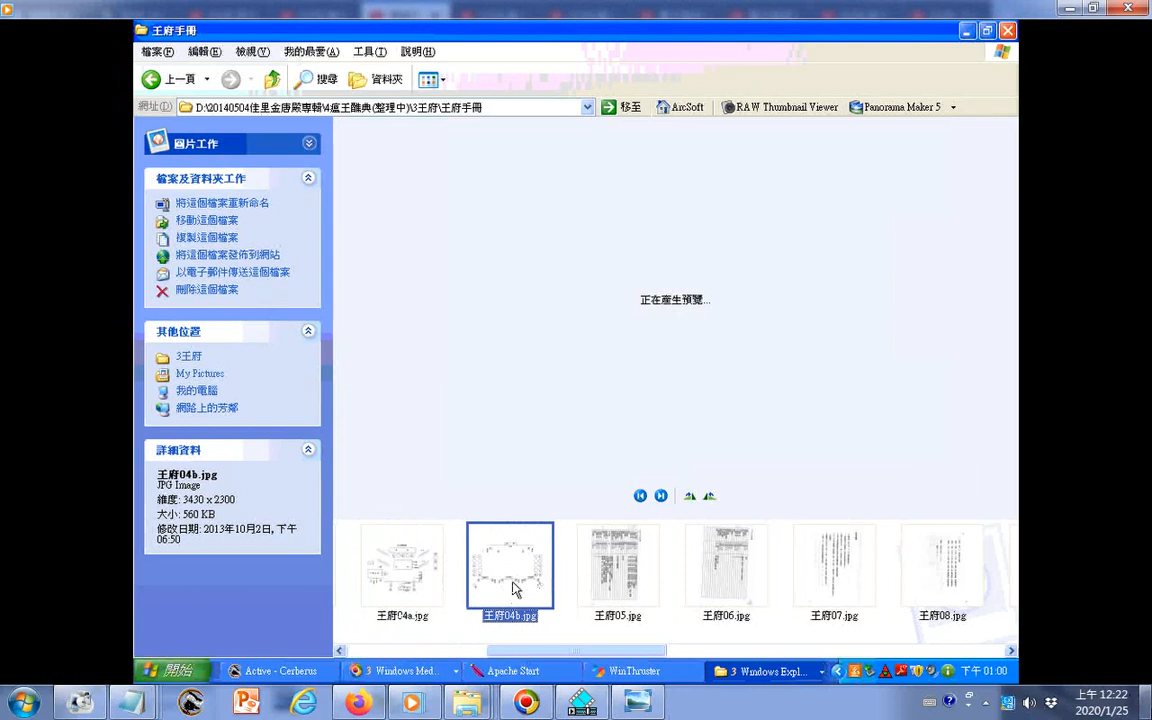 王府手冊
檔案(F) 編輯(E) 檢視(V) 我的最愛(A) 工具(T) 說明(H)
上一頁 搜尋 資料夾
網址(D) D:\20140504佳里金唐殿專輯\4瘟王醮典(整理中)\3王府\王府手冊 移至 ArcSoft RAW Thumbnail Viewer Panorama Maker 5
圖片工作
檔案及資料夾工作
將這個檔案重新命名
移動這個檔案
複製這個檔案
將這個檔案發佈到網站
以電子郵件傳送這個檔案
刪除這個檔案
正在產生預覽...
其他位置
3王府
My Pictures
我的電腦
網路上的芳鄰
詳細資料
王府04b.jpg
JPG Image
維度: 3430 x 2300
大小: 560 KB
修改日期: 2013年10月2日, 下午
06:50
王府04a.jpg 王府04b.jpg 王府05.jpg 王府06.jpg 王府07.jpg 王府08.jpg
開始 Active - Cerberus 3 Windows Med... Apache Start WinThruster 3 Windows Expl... 下午 01:00
上午 12:22
2020/1/25